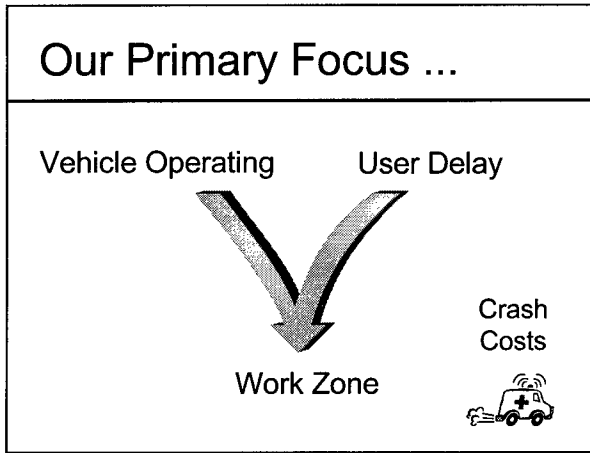 Our Primary Focus ...
Vehicle Operating
User Delay
Crash
Costs
Work Zone